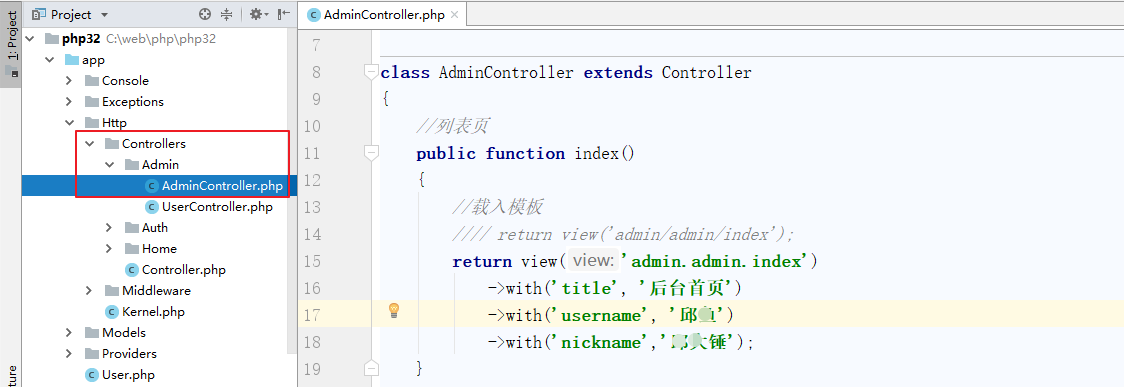 1: Project
ture
Project
php32 C:\web\php\php32
app
Console
Exceptions
Http
Controllers
Admin
AdminController.php
UserController.php
Auth
Home
Controller.php
Middleware
Kernel.php
Models
Providers
User.php
AdminController.php
7
8 class AdminController extends Controller
9 {
10 //列表页
11 public function index()
12 {
13 //载入模板
14 //// return view('admin/admin/index');
15 return view( view: 'admin.admin.index')
16 ->with('title', '后台首页')
17 ->with('username', '邱')
18 ->with('nickname','锤');
19 }